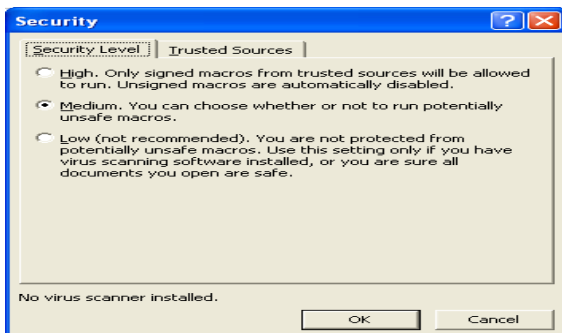 Security
Security Level
Trusted Sources
High. Only signed macros from trusted sources will be allowed
to run. Unsigned macros are automatically disabled.
Medium. You can choose whether or not to run potentially
unsafe macros.
Low (not recommended). You are not protected from
potentially unsafe macros. Use this setting only if you have
virus scanning software installed, or you are sure all
documents you open are safe.
No virus scanner installed.
OK
Cancel